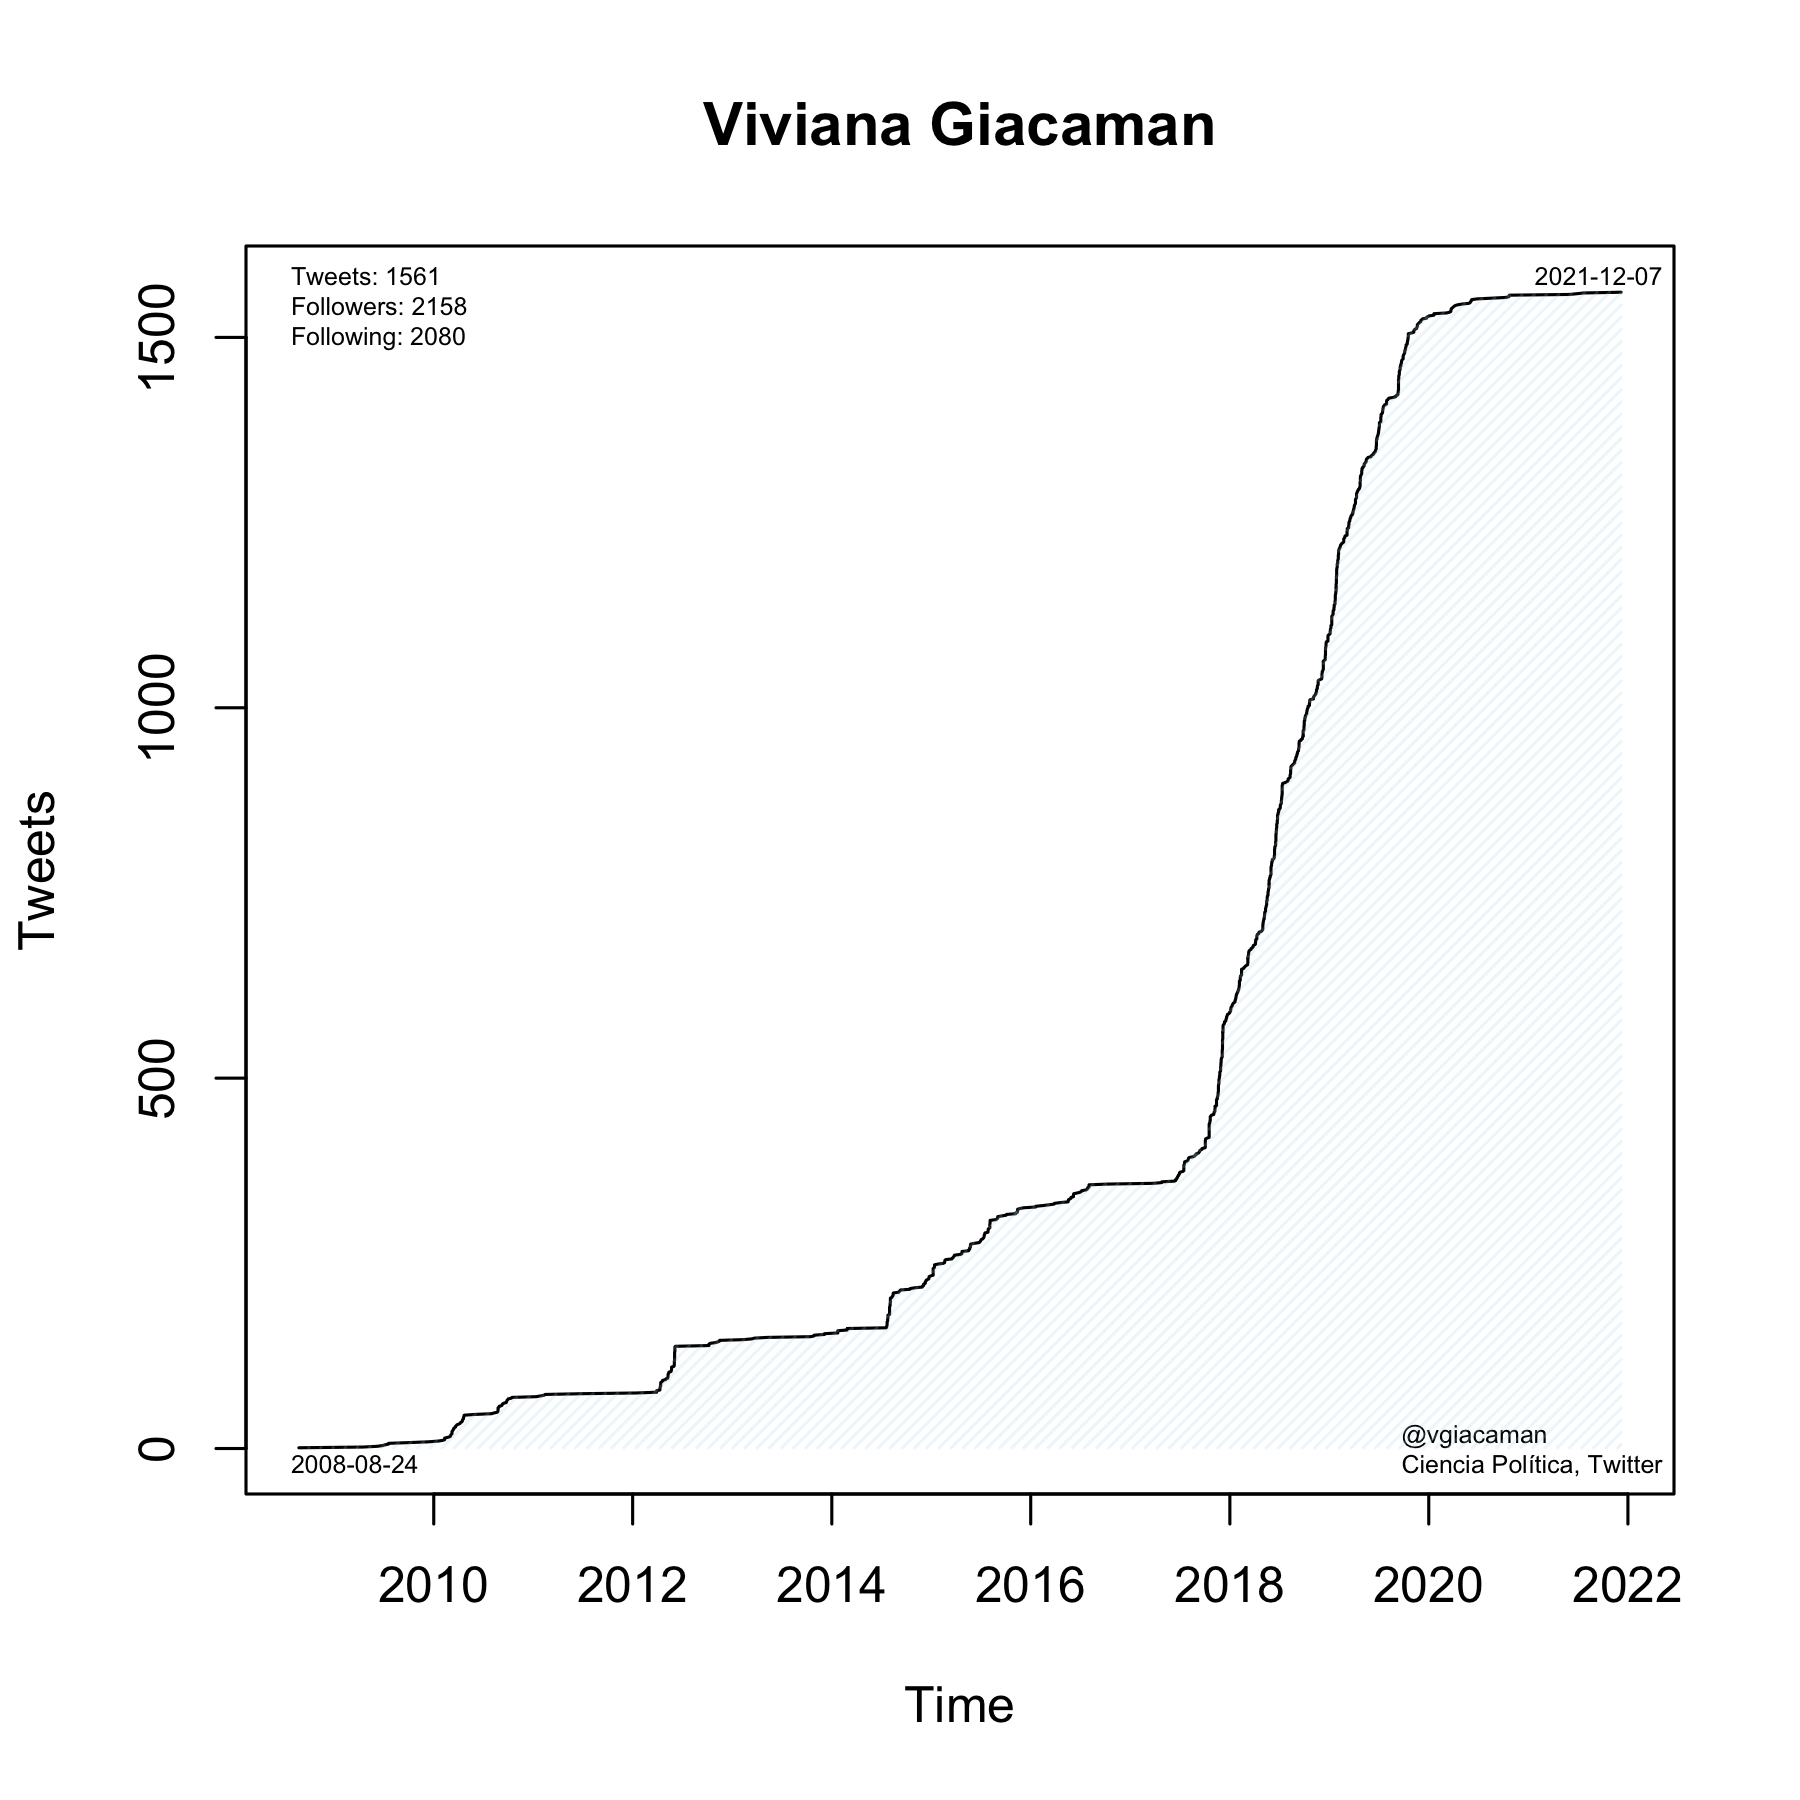 Viviana Giacaman
Tweets: 1561
Followers: 2158
Following: 2080
2021-12-07
1500
1000
500
0
Tweets
2008-08-24
@vgiacaman
Ciencia Política, Twitter
2010 2012 2014 2016 2018 2020 2022
Time